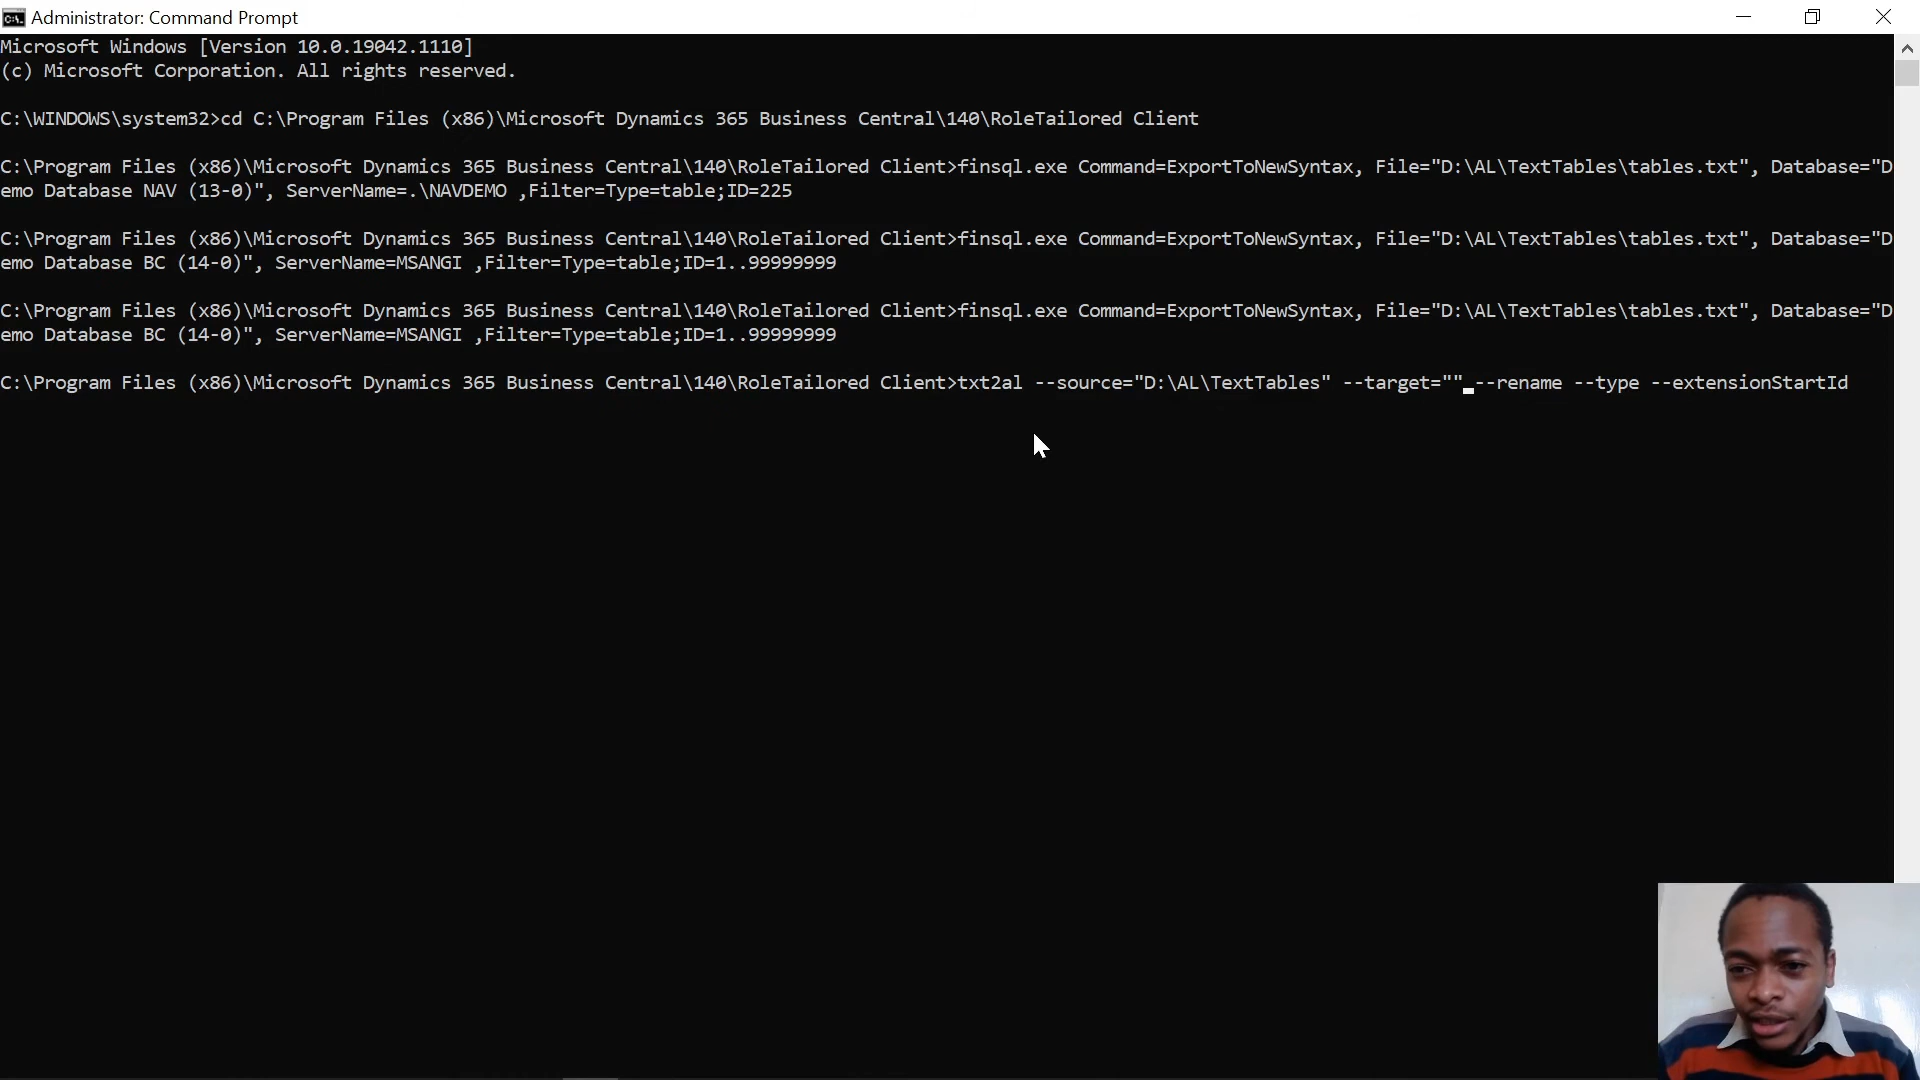 Administrator: Command Prompt
Microsoft Windows [Version 10.0.19042.1110]
(c) Microsoft Corporation. All rights reserved.
C:\WINDOWS\system32>cd C:\Program Files (x86)\Microsoft Dynamics 365 Business Central\140\RoleTailored Client
C:\Program Files (x86)\Microsoft Dynamics 365 Business Central\140\RoleTailored Client>finsql.exe Command=ExportToNewSyntax, File="D:\AL\TextTables\tables.txt", Database="D
emo Database NAV (13-0)", ServerName=.\NAVDEMO ,Filter=Type=table;ID=225
C:\Program Files (x86)\Microsoft Dynamics 365 Business Central\140\RoleTailored Client>finsql.exe Command=ExportToNewSyntax, File="D:\AL\TextTables\tables.txt", Database="D
emo Database BC (14-0)", ServerName=MSANGI ,Filter=Type=table;ID=1..99999999
C:\Program Files (x86)\Microsoft Dynamics 365 Business Central\140\RoleTailored Client>finsql.exe Command=ExportToNewSyntax, File="D:\AL\TextTables\tables.txt", Database="D
emo Database BC (14-0)", ServerName=MSANGI ,Filter=Type=table;ID=1..99999999
C:\Program Files (x86)\Microsoft Dynamics 365 Business Central\140\RoleTailored Client>txt2al --source="D:\AL\TextTables" --target="" --rename --type --extensionStartId